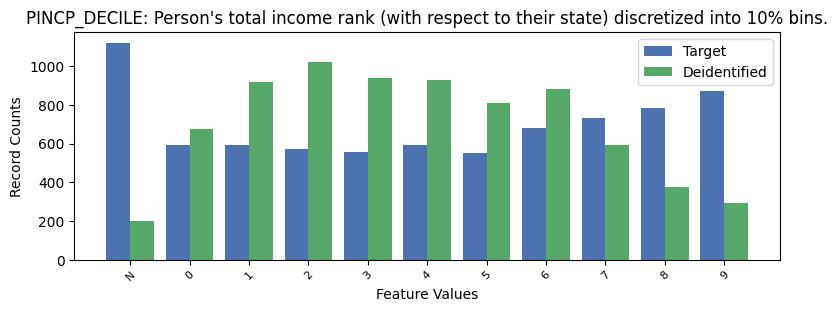 PINCP_DECILE: Person's total income rank (with respect to their state) discretized into 10% bins.
Target
Deidentified
Record Counts
1000
800
600
400
200
0
N 0 1 2 3 4 5 6 7 8 9
Feature Values